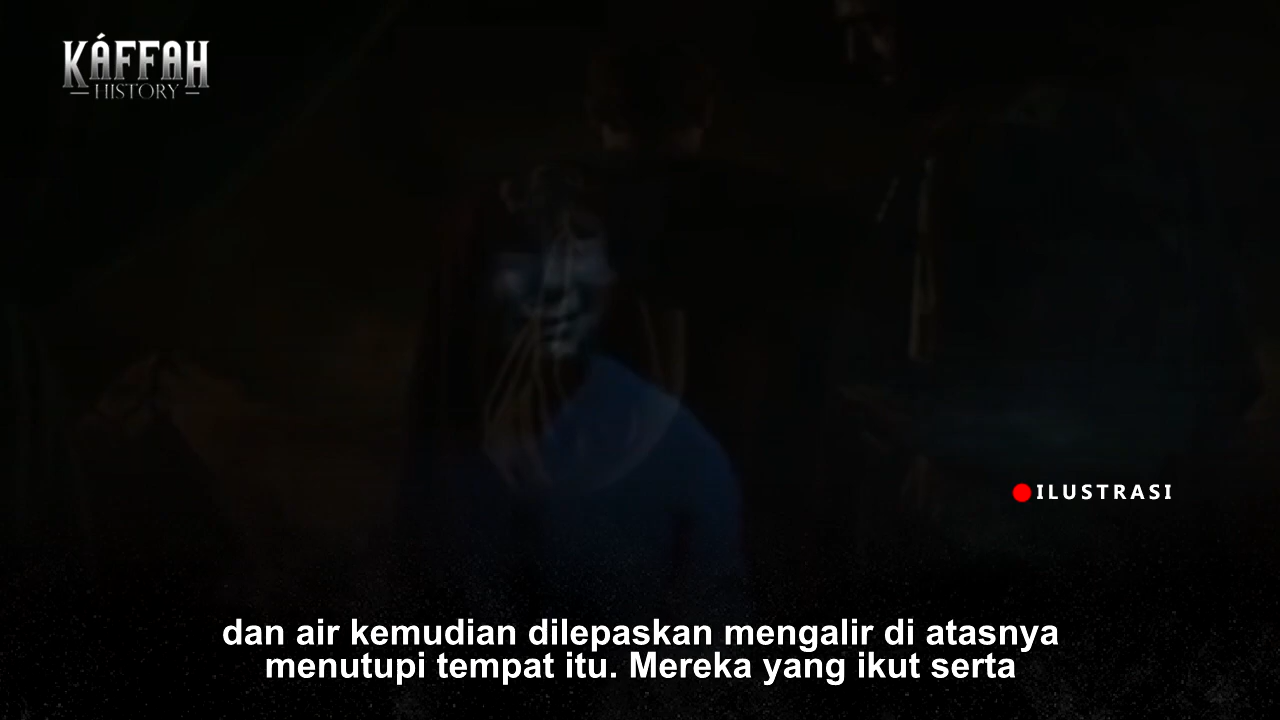 KÁFFAH
HISTORY
ILUSTRASI
dan air kemudian dilepaskan mengalir di atasnya
menutupi tempat itu. Mereka yang ikut serta